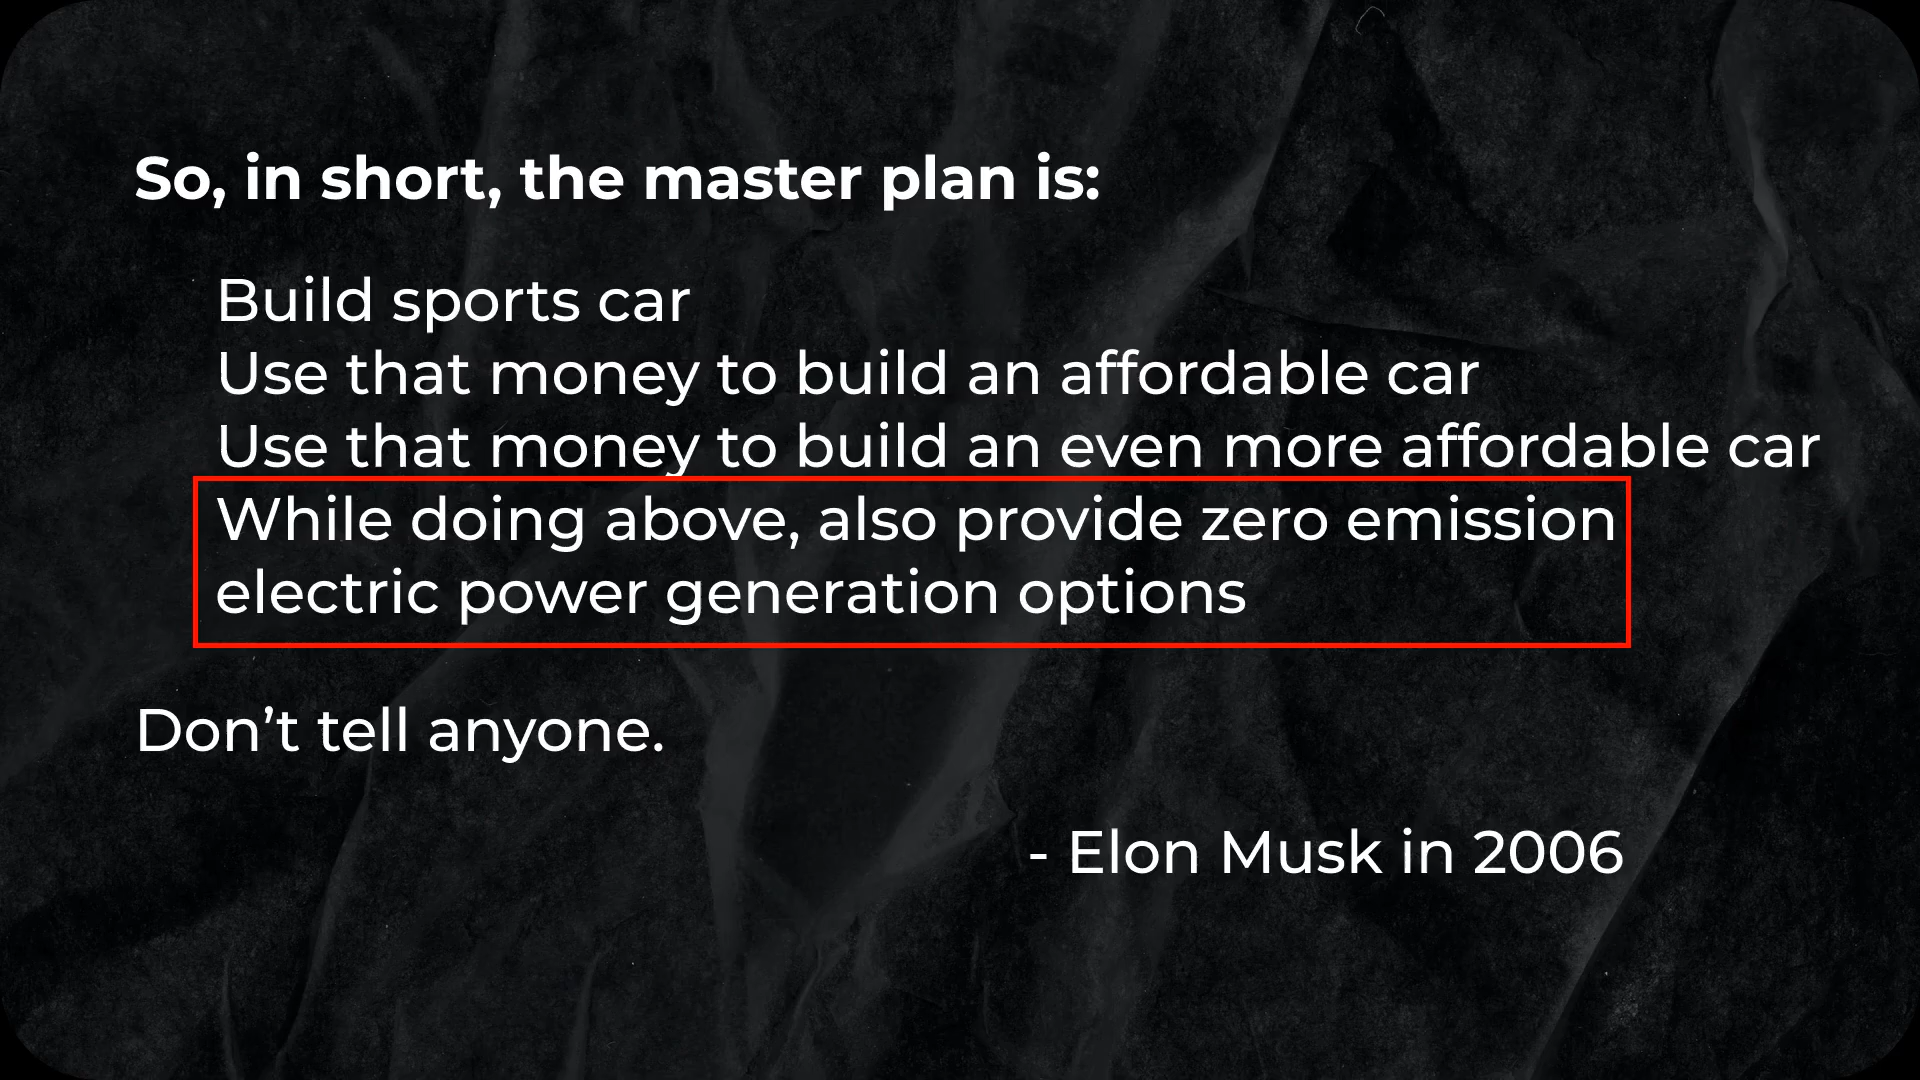 So, in short, the master plan is:
Build sports car
Use that money to build an affordable car
Use that money to build an even more affordable car
While doing above, also provide zero emission
electric power generation options
Don’t tell anyone.
- Elon Musk in 2006